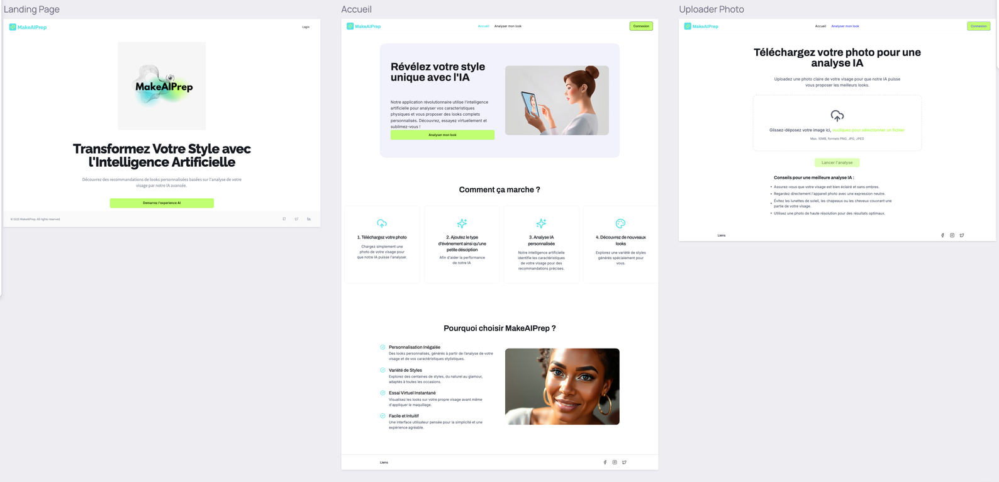 Landing Page
MakeAIPrep
Login
MakeAIPrep
Transformez Votre Style avec
l'Intelligence Artificielle
Découvrez des recommandations de looks personnalisées basées sur l'analyse de votre
visage par notre IA avancée.
Demarrez l'experience AI
© 2025 MakeAIPrep. All rights reserved.
Accueil
MakeAIPrep
Accueil
Analyser mon look
Connexion
Révélez votre style
unique avec l'IA
Notre application révolutionnaire utilise l'intelligence
artificielle pour analyser vos caractéristiques
physiques et vous proposer des looks complets
personnalisés. Découvrez, essayez virtuellement et
sublimez-vous !
Analyser mon look
Comment ça marche ?
1. Téléchargez votre photo
Chargez simplement une
photo de votre visage pour
que notre IA puisse l'analyser.
2. Ajoutez le type
d'événement ainsi qu'une
petite désciption
Afin d'aider la performance
de notre IA
3. Analyse IA
personnalisée
Notre intelligence artificielle
identifie les caractéristiques
de votre visage pour des
recommandations précises.
4. Découvrez de nouveaux
looks
Explorez une variété de styles
générés spécialement pour
vous.
Pourquoi choisir MakeAIPrep ?
Personnalisation Inégalée
Des looks personnalisés, générés à partir de l'analyse de votre
visage et de vos caractéristiques stylistiques.
Variété de Styles
Explorez des centaines de styles, du naturel au glamour,
adaptés à toutes les occasions.
Essai Virtuel Instantané
Visualisez les looks sur votre propre visage avant même
d'appliquer le maquillage.
Facile et Intuitif
Une interface utilisateur pensée pour la simplicité et une
expérience agréable.
Liens
Uploader Photo
MakeAIPrep
Accueil
Analyser mon look
Connexion
Téléchargez votre photo pour une
analyse IA
Uploadez une photo claire de votre visage pour que notre IA puisse
vous proposer les meilleurs looks.
Glissez-déposez votre image ici, ou cliquez pour sélectionner un fichier
Max. 10MB, formats PNG, JPG, JPEG
Lancer l'analyse
Conseils pour une meilleure analyse IA :
• Assurez-vous que votre visage est bien éclairé et sans ombres.
• Regardez directement l'appareil photo avec une expression neutre.
• Évitez les lunettes de soleil, les chapeaux ou les cheveux couvrant une
partie de votre visage.
• Utilisez une photo de haute résolution pour des résultats optimaux.
Liens